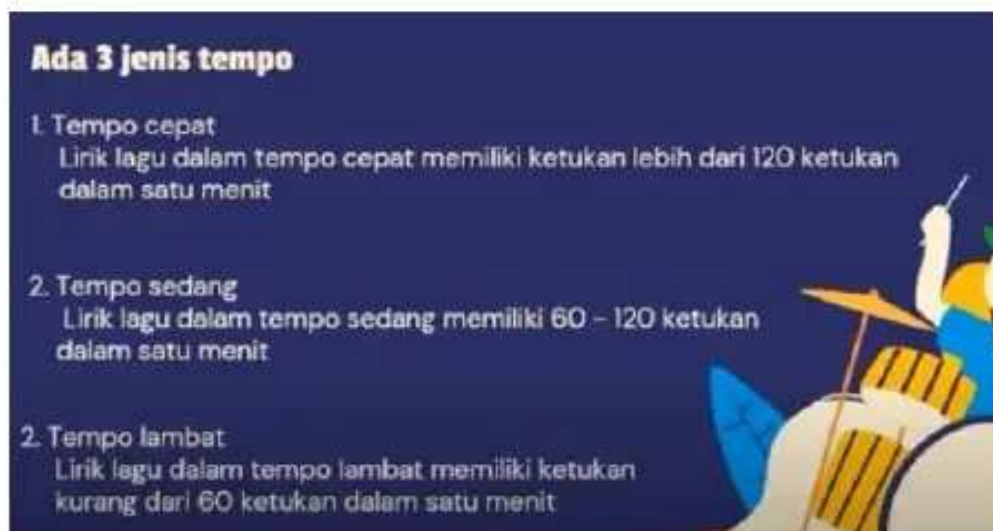 Ada 3 jenis tempo
1. Tempo cepat
Lirik lagu dalam tempo cepat memiliki ketukan lebih dari 120 ketukan
dalam satu menit
2. Tempo sedang
Lirik lagu dalam tempo sedang memiliki 60 - 120 ketukan
dalam satu menit
2. Tempo lambat
Lirik lagu dalam tempo lambat memiliki ketukan
kurang dari 60 ketukan dalam satu menit